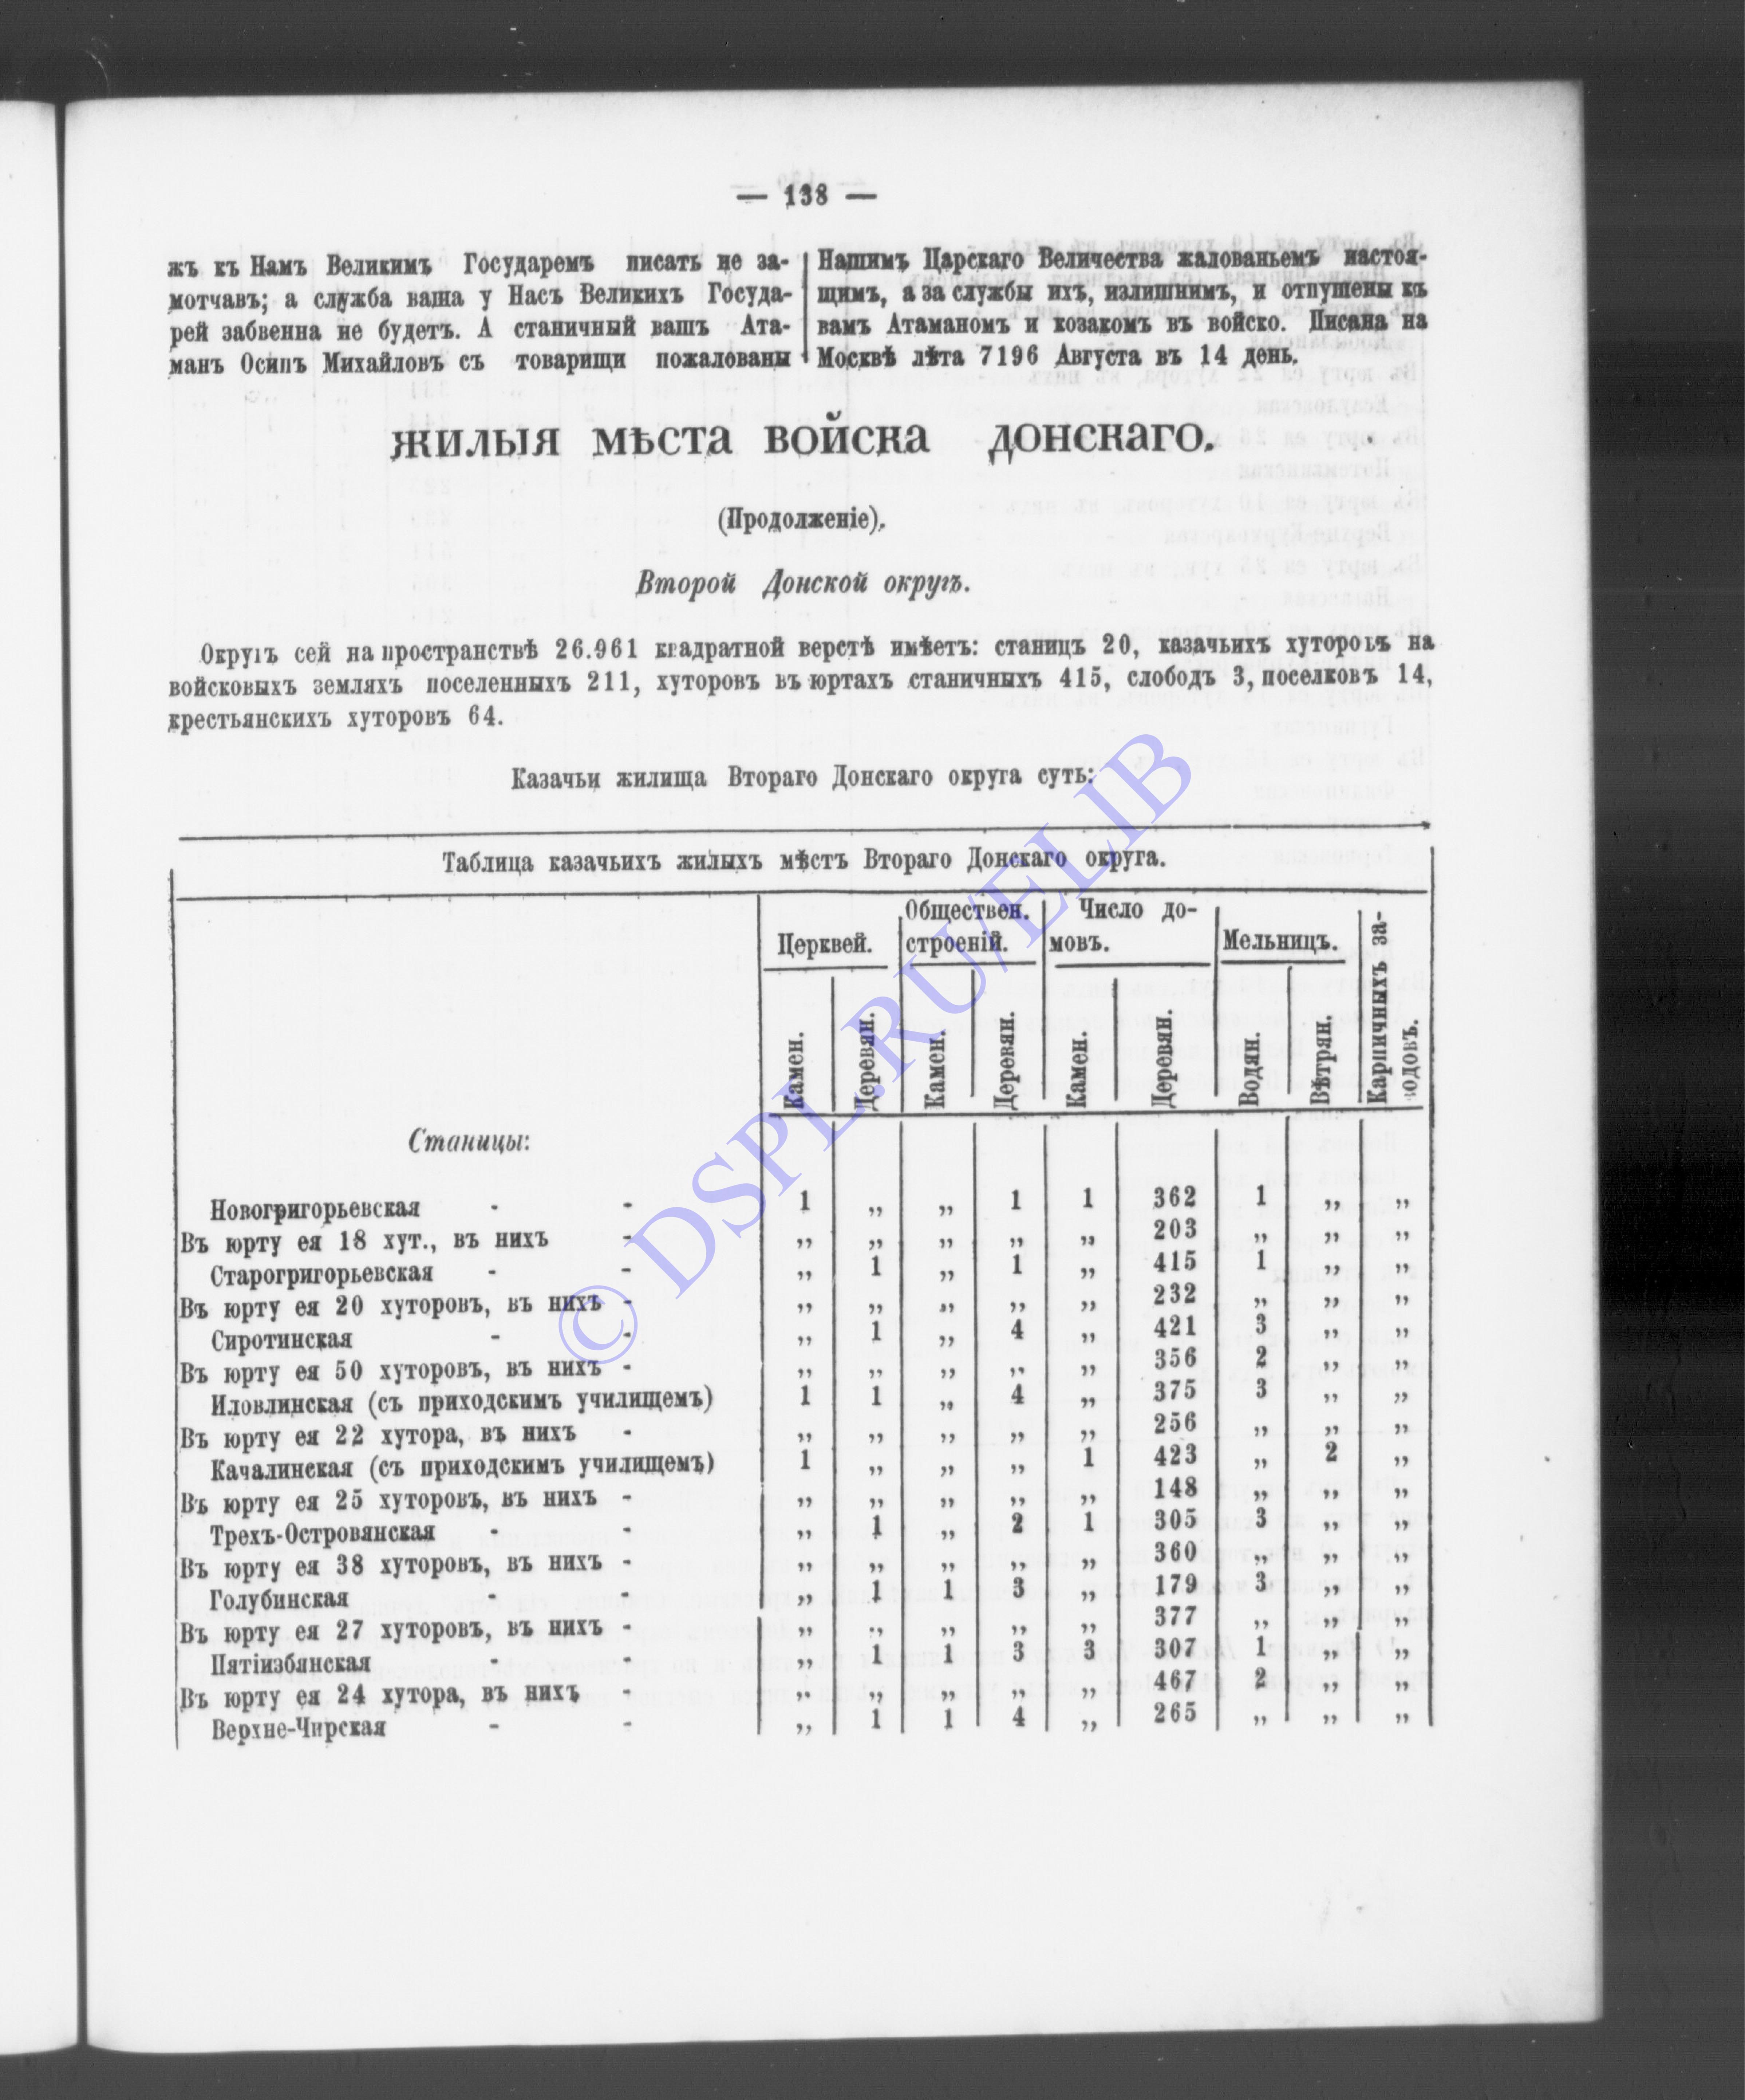 — 138 —
жъ къ Намъ Великимъ Государемъ писать не за-
мотчавъ; а служба ваша у Насъ Великихъ Госуда-
рей забвенна не будетъ. А станичный вашъ Ата-
манъ Осипъ Михайловъ съ товарищи пожалованы
Нашимъ Царскаго Величества жалованьемъ настоя-
щимъ, а за службы ихъ, излишнимъ, и отпущены къ
вамъ Атаманомъ и козакомъ въ войско. Писана на
Москвѣ лѣта 7196 Августа въ 14 день.
ЖИЛЫЯ МѢСТА ВОЙСКА ДОНСКАГО.
(Продолженіе).
Второй Донской округъ.
Округъ сей на пространствѣ 26.961 квадратной верстѣ имѣетъ: станицъ 20, казачьихъ хуторовъ на
войсковыхъ земляхъ поселенныхъ 211, хуторовъ въ юртахъ станичныхъ 415, слободъ 3, поселковъ 14,
крестьянскихъ хуторовъ 64.
Казачьи жилища Втораго Донскаго округа суть:
Таблица казачьихъ жилыхъ мѣстъ Втораго Донскаго округа.
Церквей.
Обществен.
строеній.
Число до-
мовъ.
Мельницъ.
Кирпичныхъ за-
водовъ.
Камен.
Деревян.
Камен.
Деревян.
Камен.
Деревян.
Водян.
Вѣтрян.
Станицы:
Новогригорьевская - - 1 „ „ 1 1 362 1 „ „
Въ юрту ея 18 хут., въ нихъ - „ „ „ „ „ 203 „ „ „
Старогригорьевская - - „ 1 „ 1 „ 415 1 „ „
Въ юрту ея 20 хуторовъ, въ нихъ - „ „ „ „ „ 232 „ „ „
Сиротинская - - „ 1 „ 4 „ 421 3 „ „
Въ юрту ея 50 хуторовъ, въ нихъ - „ „ „ „ „ 356 2 „ „
Иловлинская (съ приходскимъ училищемъ) 1 1 „ 4 „ 375 3 „ „
Въ юрту ея 22 хутора, въ нихъ - „ „ „ „ „ 256 „ „ „
Качалинская (съ приходскимъ училищемъ) 1 „ „ „ 1 423 „ 2 „
Въ юрту ея 25 хуторовъ, въ нихъ - „ „ „ „ „ 148 „ „ „
Трехъ-Островянская - - „ 1 „ 2 1 305 3 „ „
Въ юрту ея 38 хуторовъ, въ нихъ - „ „ „ „ „ 360 „ „ „
Голубинская - - „ 1 1 3 „ 179 3 „ „
Въ юрту ея 27 хуторовъ, въ нихъ - „ „ „ „ „ 377 „ „ „
Пятіизбянская - - „ 1 1 3 3 307 1 „ „
Въ юрту ея 24 хутора, въ нихъ - „ „ „ „ „ 467 2 „ „
Верхне-Чирская - - „ 1 1 4 „ 265 „ „ „
© DSPL.RU/ELIB